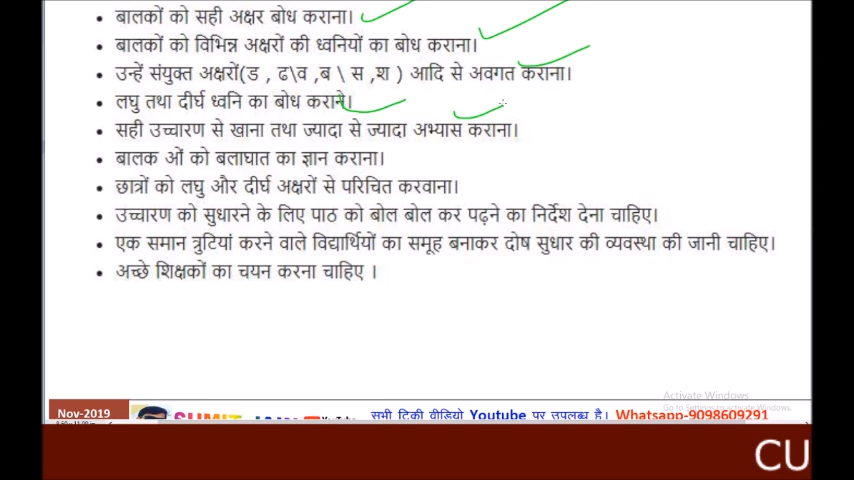 • बालकों को सही अक्षर बोध कराना।
• बालकों को विभिन्न अक्षरों की ध्वनियों का बोध कराना।
• उन्हें संयुक्त अक्षरों(ड , ढ\व ,ब \ स ,श ) आदि से अवगत कराना।
• लघु तथा दीर्घ ध्वनि का बोध कराने।
• सही उच्चारण से खाना तथा ज्यादा से ज्यादा अभ्यास कराना।
• बालक ओं को बलाघात का ज्ञान कराना।
• छात्रों को लघु और दीर्घ अक्षरों से परिचित करवाना।
• उच्चारण को सुधारने के लिए पाठ को बोल बोल कर पढ़ने का निर्देश देना चाहिए।
• एक समान त्रुटियां करने वाले विद्यार्थियों का समूह बनाकर दोष सुधार की व्यवस्था की जानी चाहिए।
• अच्छे शिक्षकों का चयन करना चाहिए ।
Activate Windows
Nov-2019 सभी टिकी वीडियो Youtube पर उपलब्ध है। Whatsapp-9098609291
CU